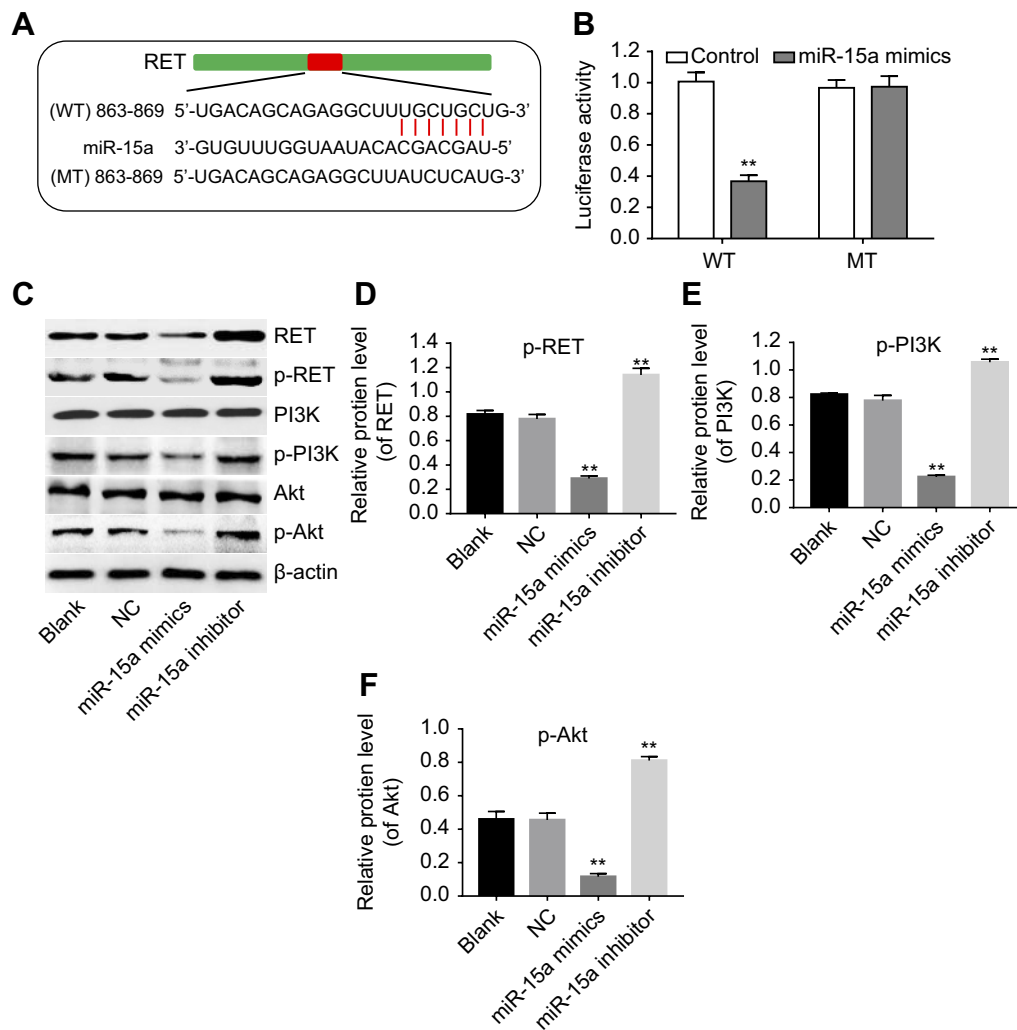 A
RET
(WT) 863-869 5’-UGACAGCAGAGGCUUUGCUGCUG-3’
miR-15a 3’-GUGUUUGGUAAUACACGACGAU-5’
(MT) 863-869 5’-UGACAGCAGAGGCUUAUCUCAUG-3’
B
Control miR-15a mimics
Luciferase activity
1.2
1.0
0.8
0.6
0.4
0.2
0.0
**
WT MT
C
RET
p-RET
PI3K
p-PI3K
Akt
p-Akt
β-actin
Blank
NC
miR-15a mimics
miR-15a inhibitor
D
p-RET
Relative protien level
(of RET)
1.4
1.2
1.0
0.8
0.6
0.4
0.2
0.0
**
**
Blank
NC
miR-15a mimics
miR-15a inhibitor
E
p-PI3K
Relative protien level
(of PI3K)
1.2
1.0
0.8
0.6
0.4
0.2
0.0
**
**
Blank
NC
miR-15a mimics
miR-15a inhibitor
F
p-Akt
Relative protien level
(of Akt)
1.0
0.8
0.6
0.4
0.2
0.0
**
**
Blank
NC
miR-15a mimics
miR-15a inhibitor